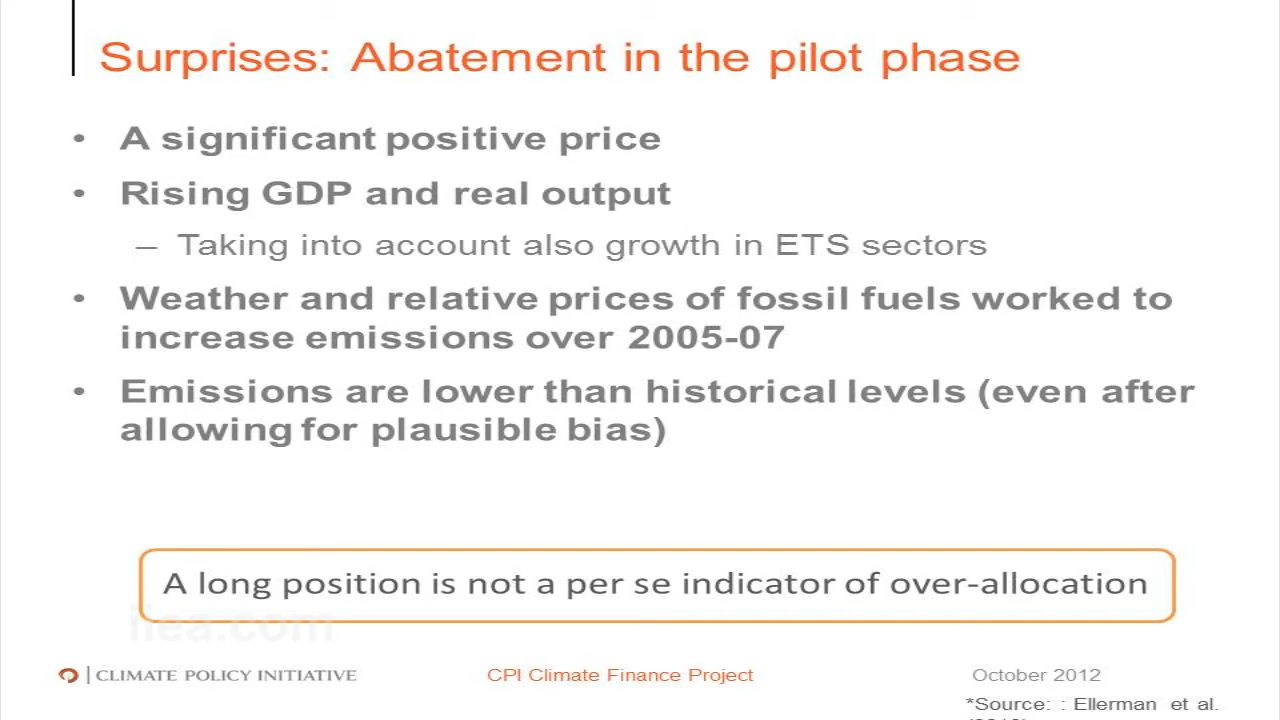 Surprises: Abatement in the pilot phase
• A significant positive price
• Rising GDP and real output
– Taking into account also growth in ETS sectors
• Weather and relative prices of fossil fuels worked to
increase emissions over 2005-07
• Emissions are lower than historical levels (even after
allowing for plausible bias)
A long position is not a per se indicator of over-allocation
iiea.com
CLIMATE POLICY INITIATIVE
CPI Climate Finance Project
October 2012
*Source: : Ellerman et al.